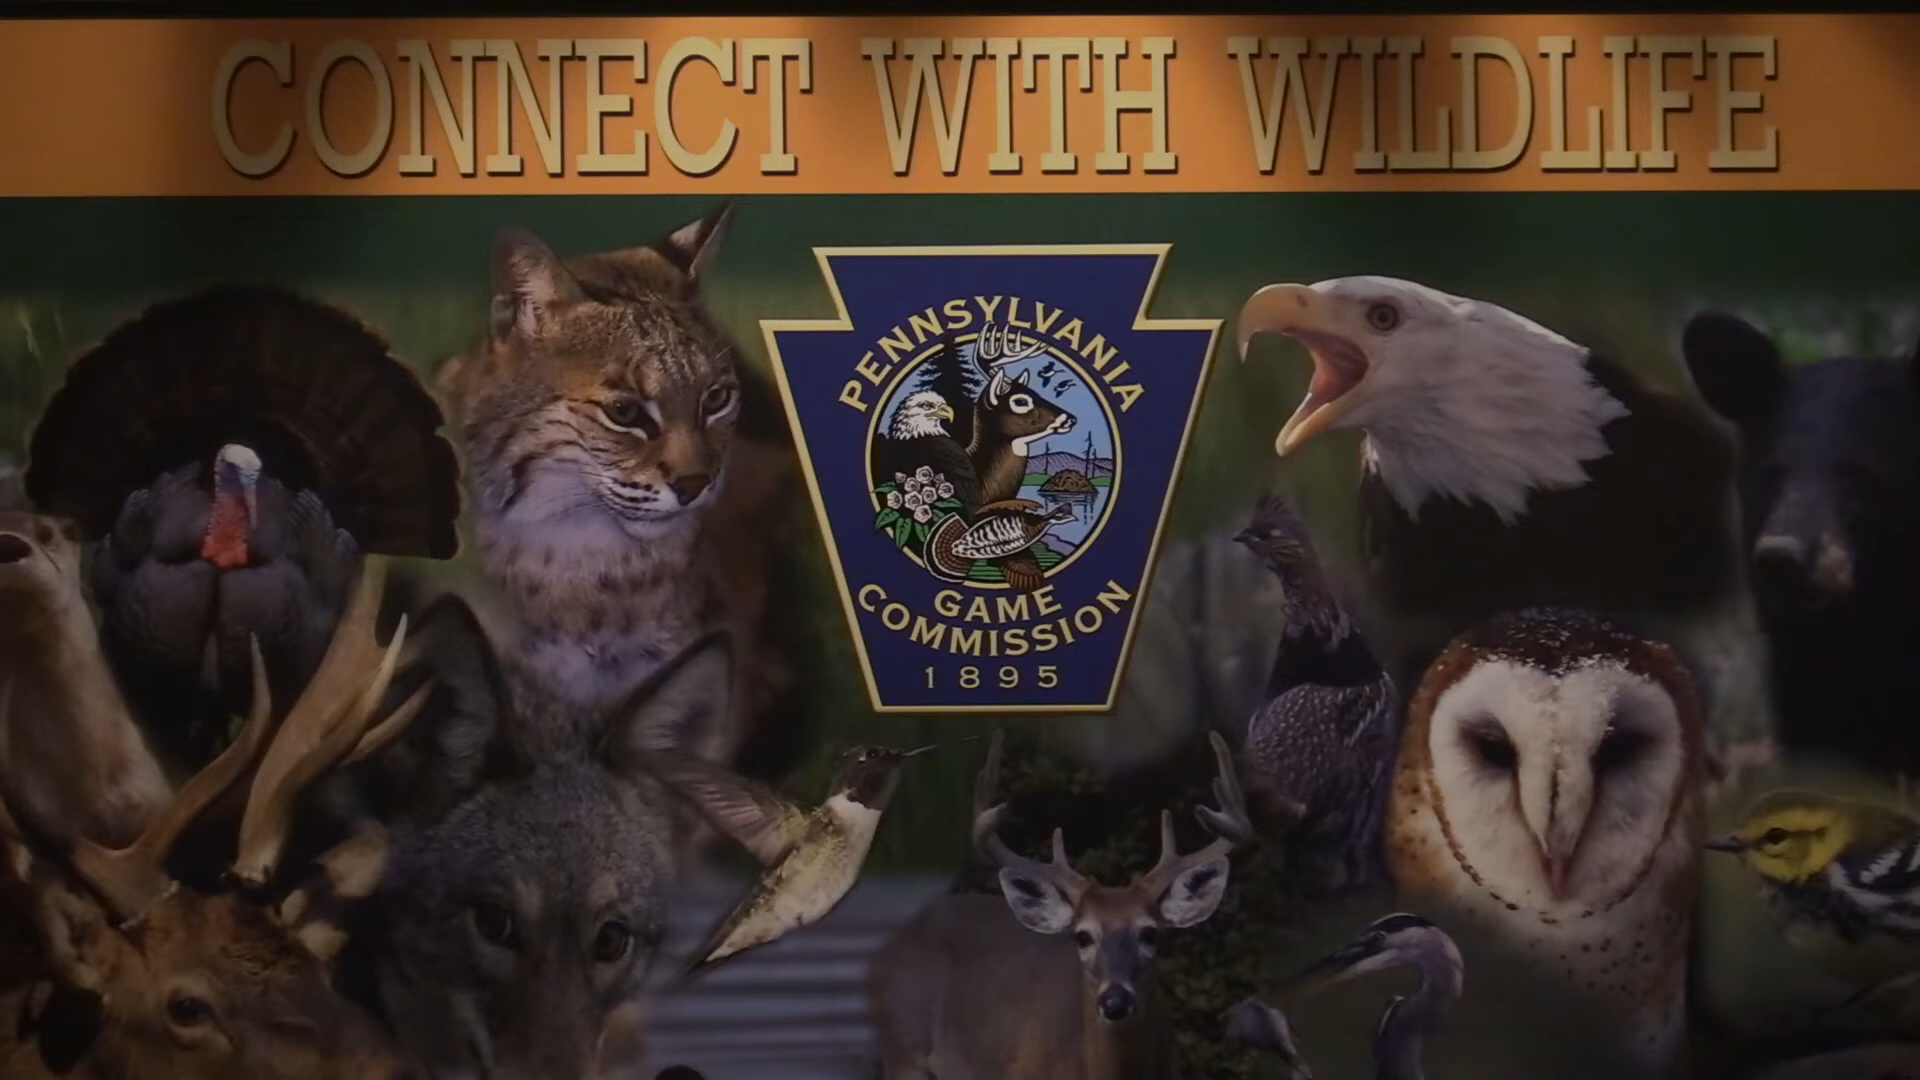 CONNECT WITH WILDLIFE
PENNSYLVANIA
GAME
COMMISSION
1895